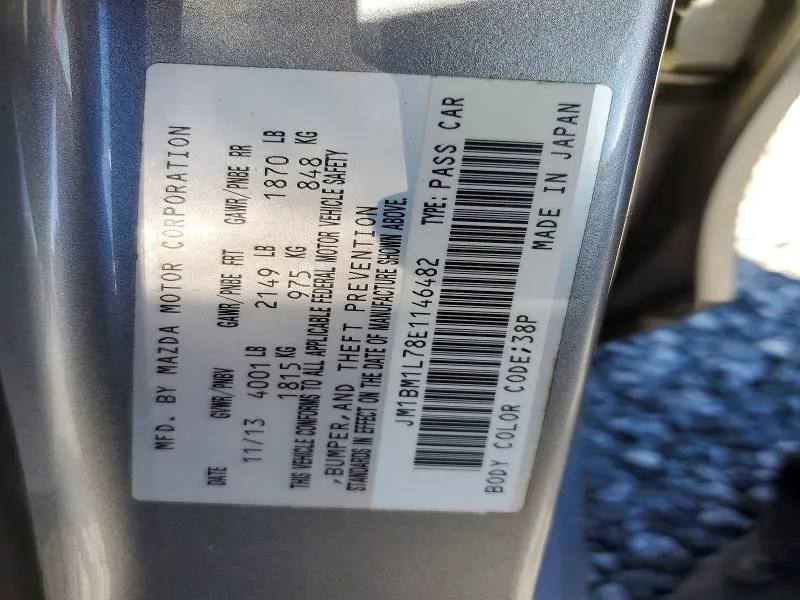 MFD. BY MAZDA MOTOR CORPORATION
DATE GVWR/PNBV GAWR/PNBE FRT GAWR/PNBE RR
11/13 4001 LB 2149 LB 1870 LB
1815 KG 975 KG 848 KG
THIS VEHICLE CONFORMS TO ALL APPLICABLE FEDERAL MOTOR VEHICLE SAFETY
,BUMPER,AND THEFT PREVENTION
STANDARDS IN EFFECT ON THE DATE OF MANUFACTURE SHOWN ABOVE.
JM1BM1L78E1146482 TYPE: PASS CAR
BODY COLOR CODE;38P MADE IN JAPAN